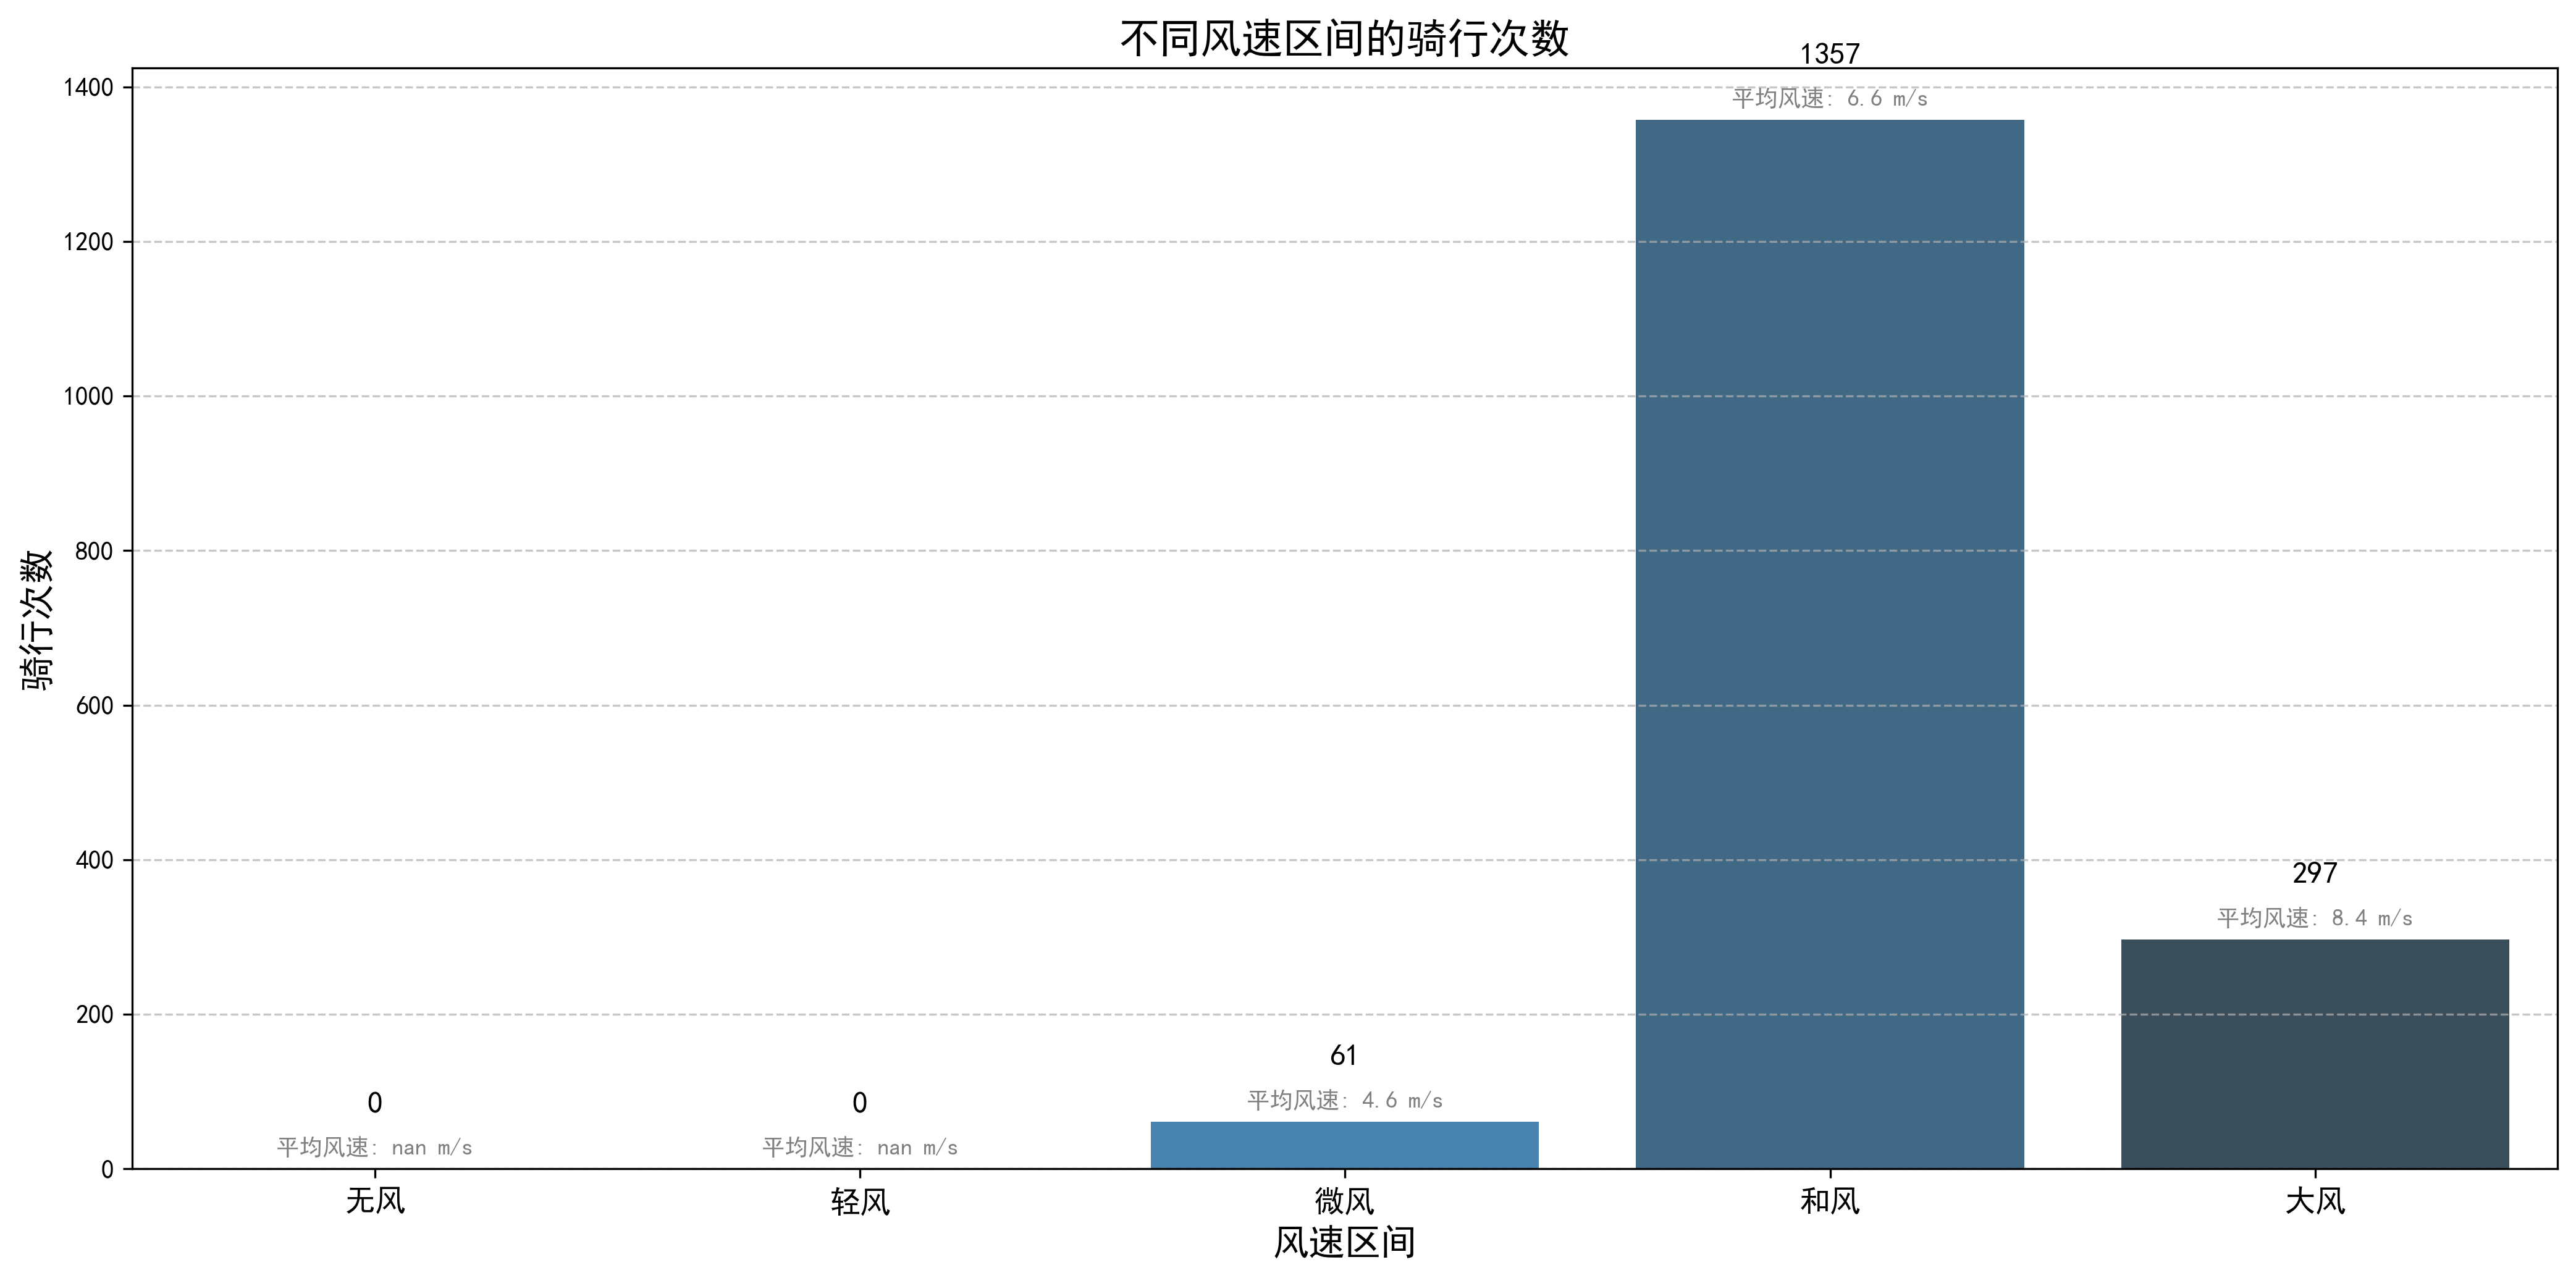 不同风速区间的骑行次数
1357
1400
平均风速: 6.6 m/s
1200
1000
800
骑行次数
600
400
297
平均风速: 8.4 m/s
200
61
平均风速: 4.6 m/s
0
0
平均风速: nan m/s
平均风速: nan m/s
0
无风
轻风
微风
和风
大风
风速区间